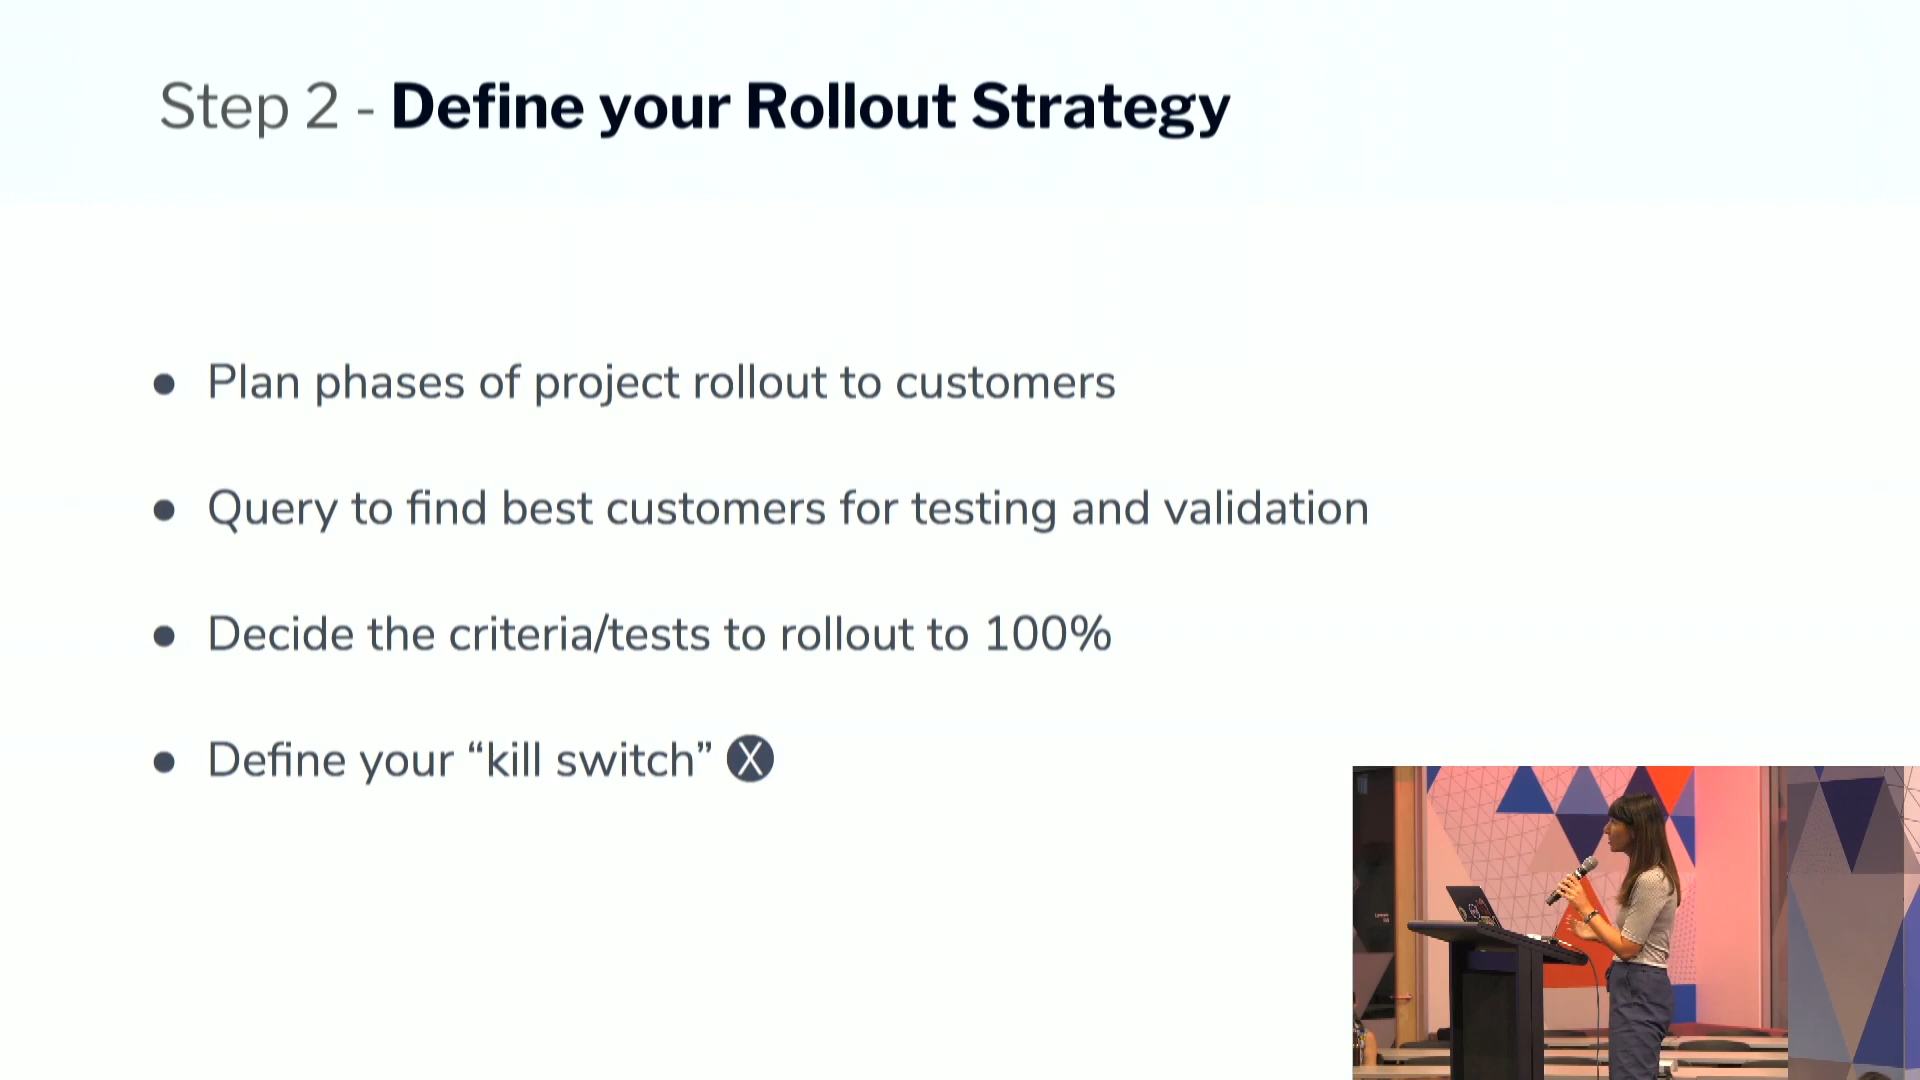 Step 2 - Define your Rollout Strategy
● Plan phases of project rollout to customers
● Query to find best customers for testing and validation
● Decide the criteria/tests to rollout to 100%
● Define your “kill switch” Ⓧ